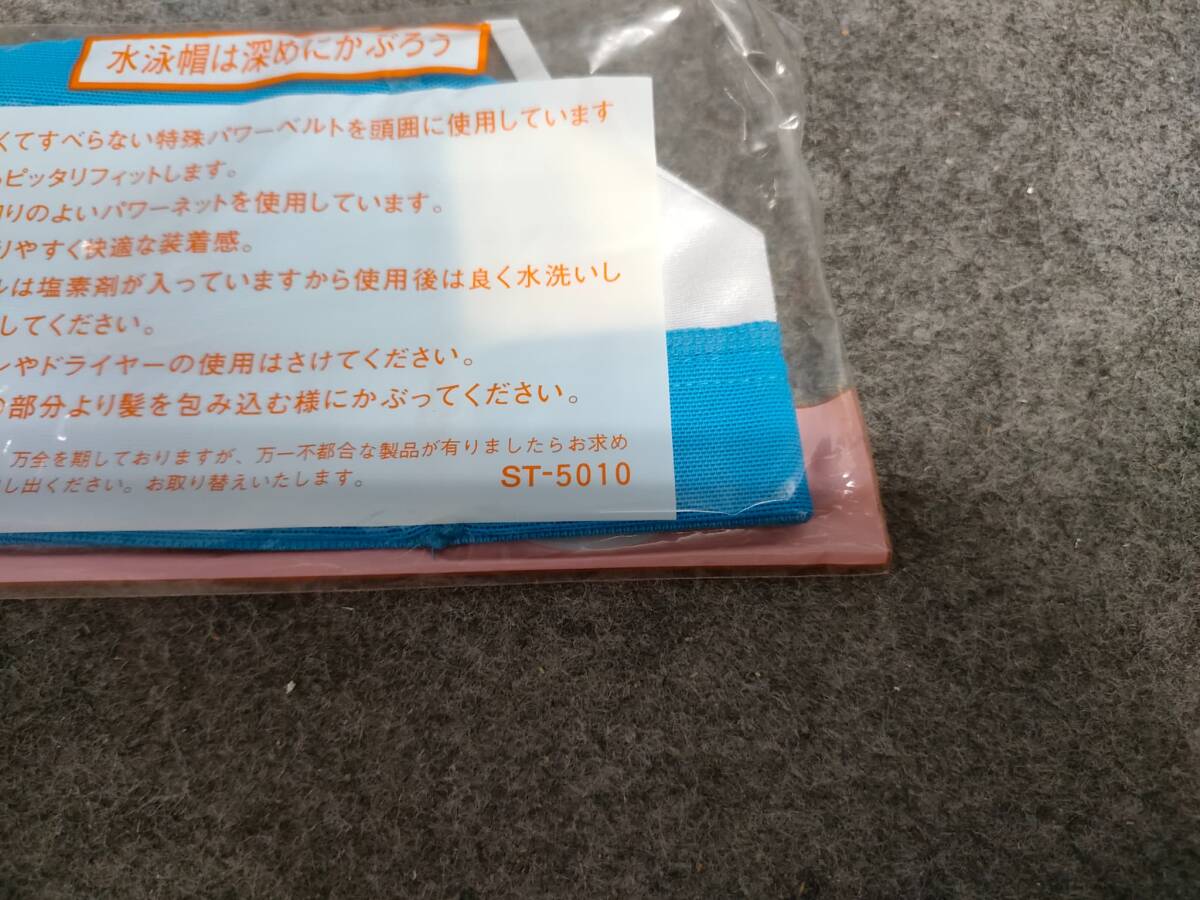 水泳帽は深めにかぶろう
くてすべらない特殊パワーベルトを頭囲に使用しています
ピッタリフィットします。
りのよいパワーネットを使用しています。
りやすく快適な装着感。
ルは塩素剤が入っていますから使用後は良く水洗いし
してください。
ンやドライヤーの使用はさけてください。
の部分より髪を包み込む様にかぶってください。
万全を期しておりますが、万一不都合な製品が有りましたらお求め
し出ください。お取り替えいたします。
ST-5010